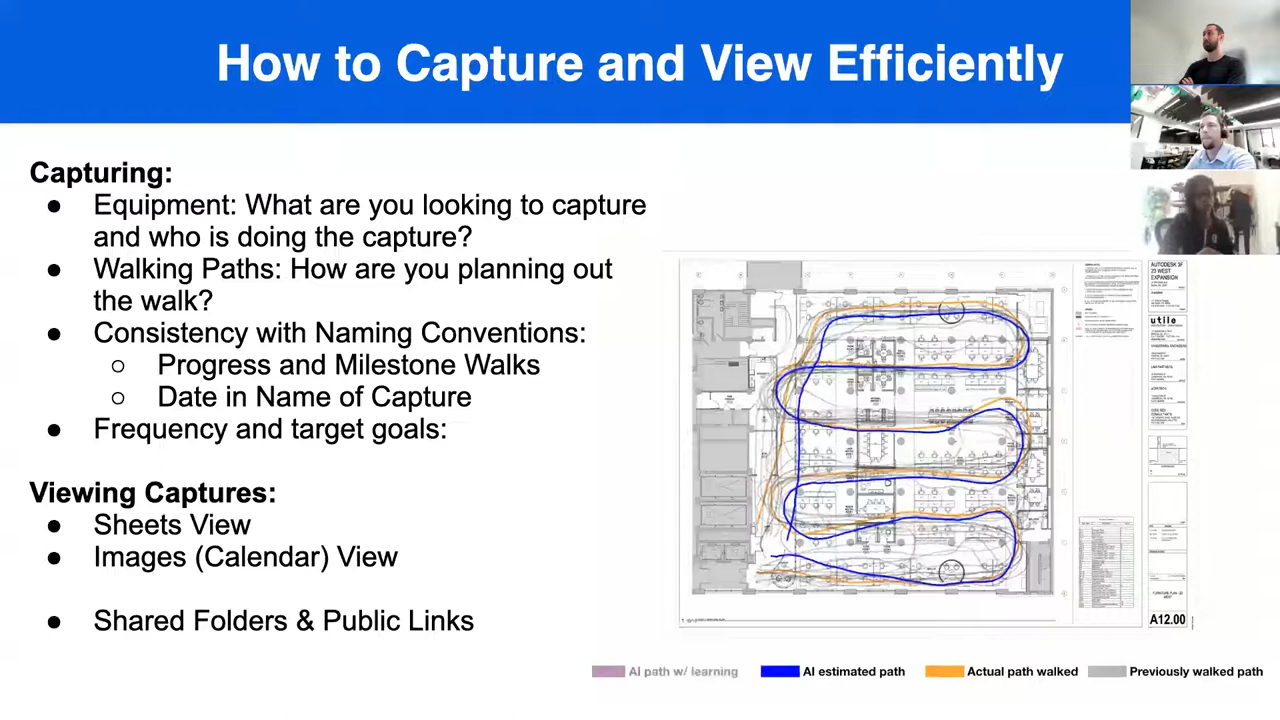 How to Capture and View Efficiently
Capturing:
● Equipment: What are you looking to capture
and who is doing the capture?
● Walking Paths: How are you planning out
the walk?
● Consistency with Naming Conventions:
○ Progress and Milestone Walks
○ Date in Name of Capture
● Frequency and target goals:
Viewing Captures:
● Sheets View
● Images (Calendar) View
● Shared Folders & Public Links
AUTODESK 3F
23 WEST
EXPANSION
utile
A12.00
AI path w/ learning
AI estimated path
Actual path walked
Previously walked path